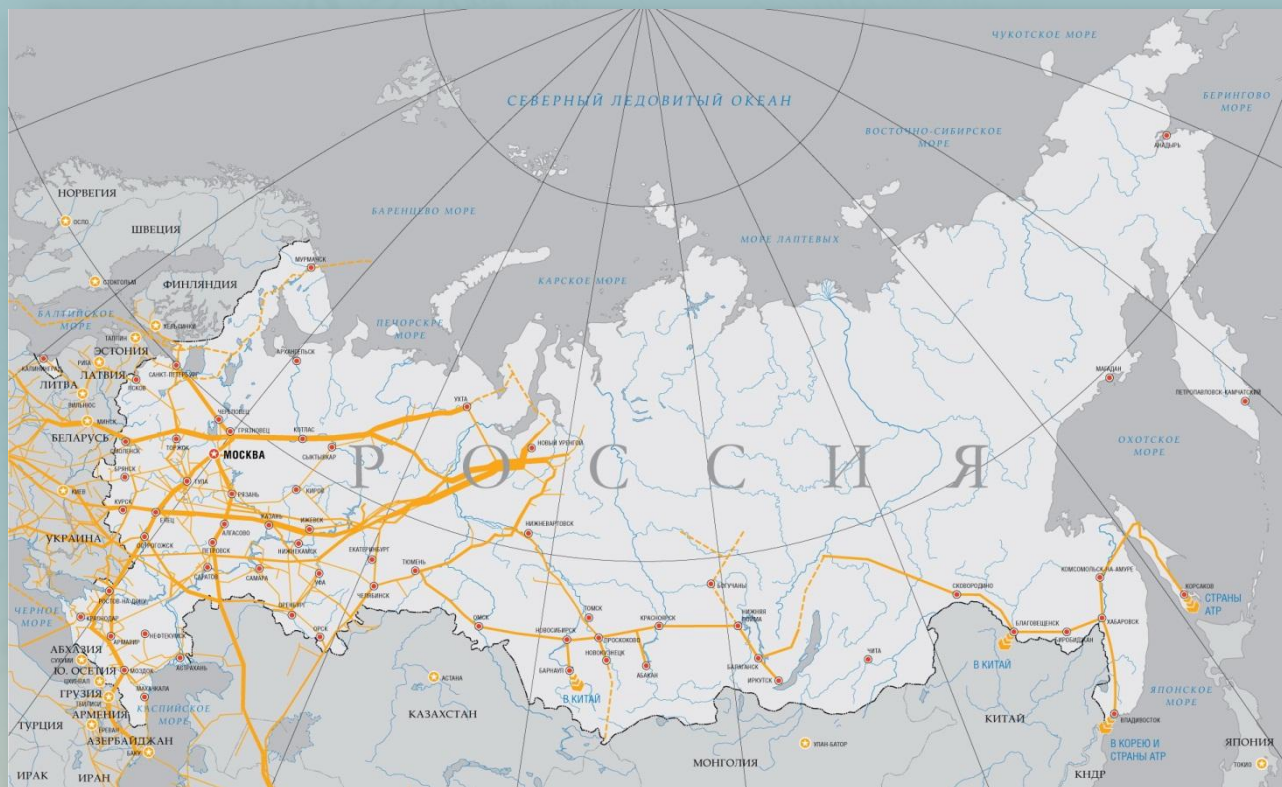 ЧУКОТСКОЕ МОРЕ
СЕВЕРНЫЙ ЛЕДОВИТЫЙ ОКЕАН
БЕРИНГОВО
МОРЕ
ВОСТОЧНО-СИБИРСКОЕ
МОРЕ
АНАДЫРЬ
НОРВЕГИЯ
ОСЛО
ШВЕЦИЯ
БАРЕНЦЕВО МОРЕ
МОРЕ ЛАПТЕВЫХ
МУРМАНСК
СТОКГОЛЬМ
ФИНЛЯНДИЯ
КАРСКОЕ МОРЕ
БАЛТИЙСКОЕ
МОРЕ
ХЕЛЬСИНКИ
ПЕЧОРСКОЕ
МОРЕ
ТАЛЛИН
ЭСТОНИЯ
АРХАНГЕЛЬСК
КАЛИНИНГРАД
РИГА
ЛАТВИЯ
САНКТ-ПЕТЕРБУРГ
МАГАДАН
ЛИТВА
ПСКОВ
ПЕТРОПАВЛОВСК-КАМЧАТСКИЙ
ВИЛЬНЮС
УХТА
МИНСК
ЧЕРЕПОВЕЦ
БЕЛАРУСЬ
ГРЯЗОВЕЦ
КОТЛАС
ОХОТСКОЕ
МОРЕ
СМОЛЕНСК
ТОРЖОК
СЫКТЫВКАР
НОВЫЙ УРЕНГОЙ
МОСКВА
РОССИЯ
БРЯНСК
ТУЛА
КИЕВ
РЯЗАНЬ
КИРОВ
КУРСК
ЕЛЕЦ
КАЗАНЬ
ИЖЕВСК
УКРАИНА
АЛГАСОВО
НИЖНЕВАРТОВСК
ОСТРОГОЖСК
ПЕТРОВСК
НИЖНЕКАМСК
ЕКАТЕРИНБУРГ
САРАТОВ
САМАРА
УФА
ТЮМЕНЬ
ЧЕЛЯБИНСК
БОГУЧАНЫ
СКОВОРОДИНО
КОМСОМОЛЬСК-НА-АМУРЕ
КОРСАКОВ
СТРАНЫ
АТР
РОСТОВ-НА-ДОНУ
ЧЕРНОЕ
МОРЕ
КРАСНОДАР
ОРЕНБУРГ
ОРСК
ОМСК
ТОМСК
КРАСНОЯРСК
НИЖНЯЯ
ПОЙМА
БЛАГОВЕЩЕНСК
БИРОБИДЖАН
ХАБАРОВСК
АРМАВИР
НЕФТЕКУМСК
НОВОСИБИРСК
ПРОСКОКОВО
АБХАЗИЯ
СУХУМИ
АСТРАХАНЬ
НОВОКУЗНЕЦК
БАЛАГАНСК
ЧИТА
В КИТАЙ
Ю. ОСЕТИЯ
МОЗДОК
БАРНАУЛ
АБАКАН
ИРКУТСК
ЦХИНВАЛ
АСТАНА
ГРУЗИЯ
МАХАЧКАЛА
В КИТАЙ
ЯПОНСКОЕ
МОРЕ
ТБИЛИСИ
КАСПИЙСКОЕ
МОРЕ
КАЗАХСТАН
КИТАЙ
ВЛАДИВОСТОК
ТУРЦИЯ
АРМЕНИЯ
ЕРЕВАН
АЗЕРБАЙДЖАН
БАКУ
УЛАН-БАТОР
В КОРЕЮ И
СТРАНЫ АТР
ЯПОНИЯ
МОНГОЛИЯ
ТОКИО
ИРАК
ИРАН
КНДР